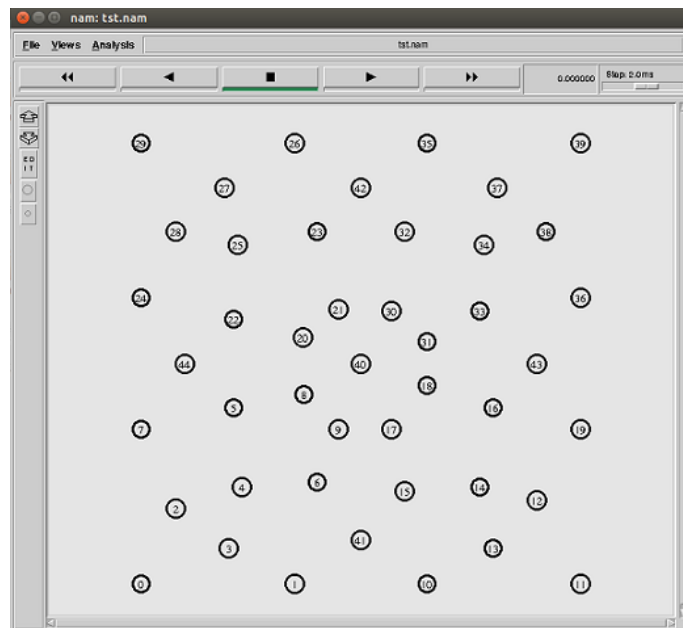 nam: tst.nam
File Views Analysis tst.nam
0.000000 Step: 2.0ms
ED
IT
29 26 35 39
27 42 37
28 23 32 38
25 34
24 36
21 30 33
22
20 31
44 40 43
18
8
5 16
7 9 17 19
6
4 14
15
12
2
41
3 13
0 1 10 11